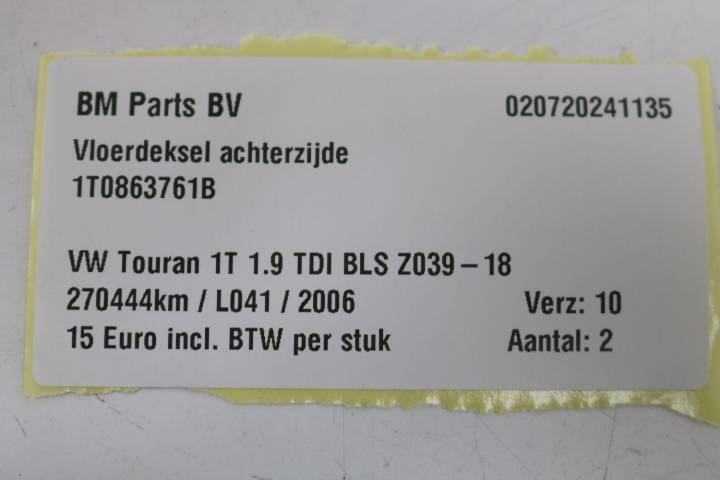 BM Parts BV 020720241135
Vloerdeksel achterzijde
1T0863761B
VW Touran 1T 1.9 TDI BLS Z039 – 18
270444km / L041 / 2006 Verz: 10
15 Euro incl. BTW per stuk Aantal: 2